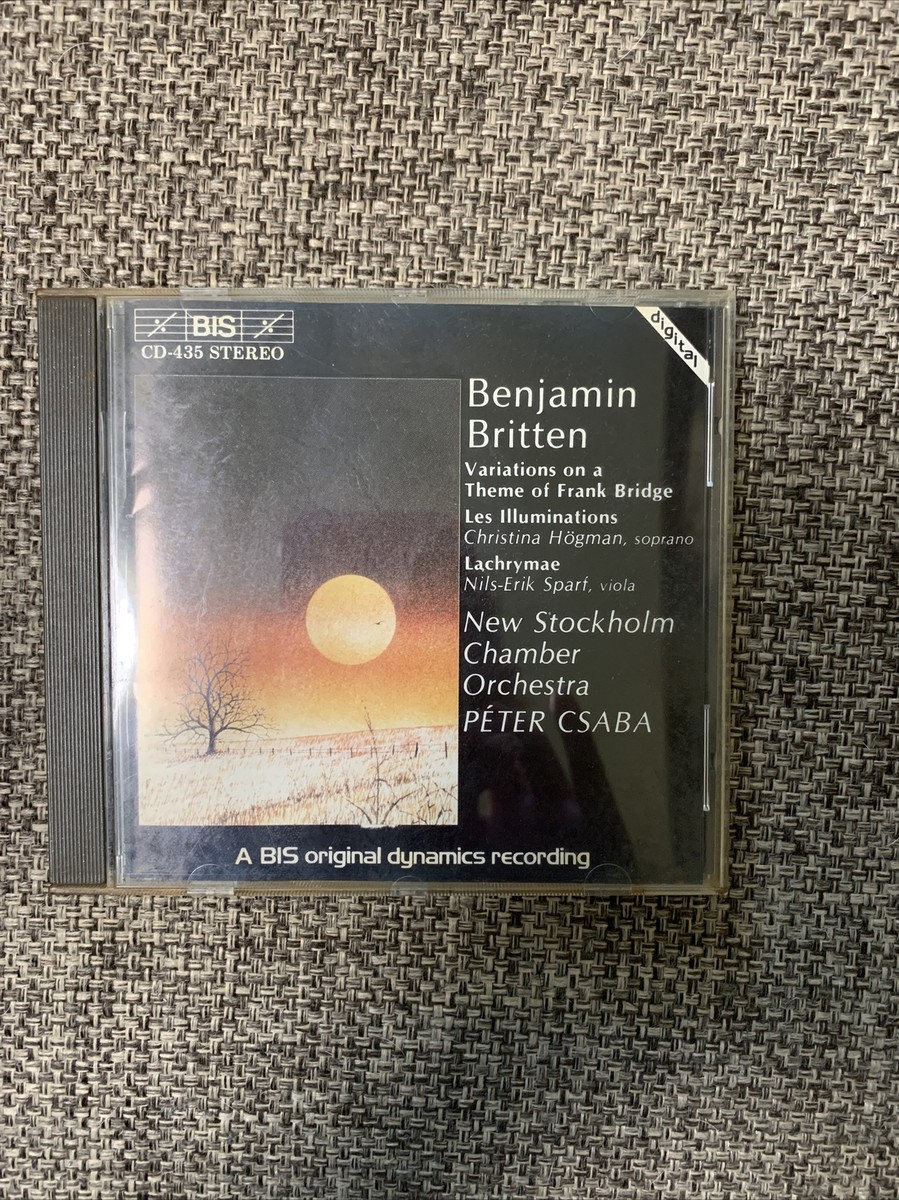 BIS
CD-435 STEREO
digital
Benjamin
Britten
Variations on a
Theme of Frank Bridge
Les Illuminations
Christina Högman, soprano
Lachrymae
Nils-Erik Sparf, viola
New Stockholm
Chamber
Orchestra
PÉTER CSABA
A BIS original dynamics recording